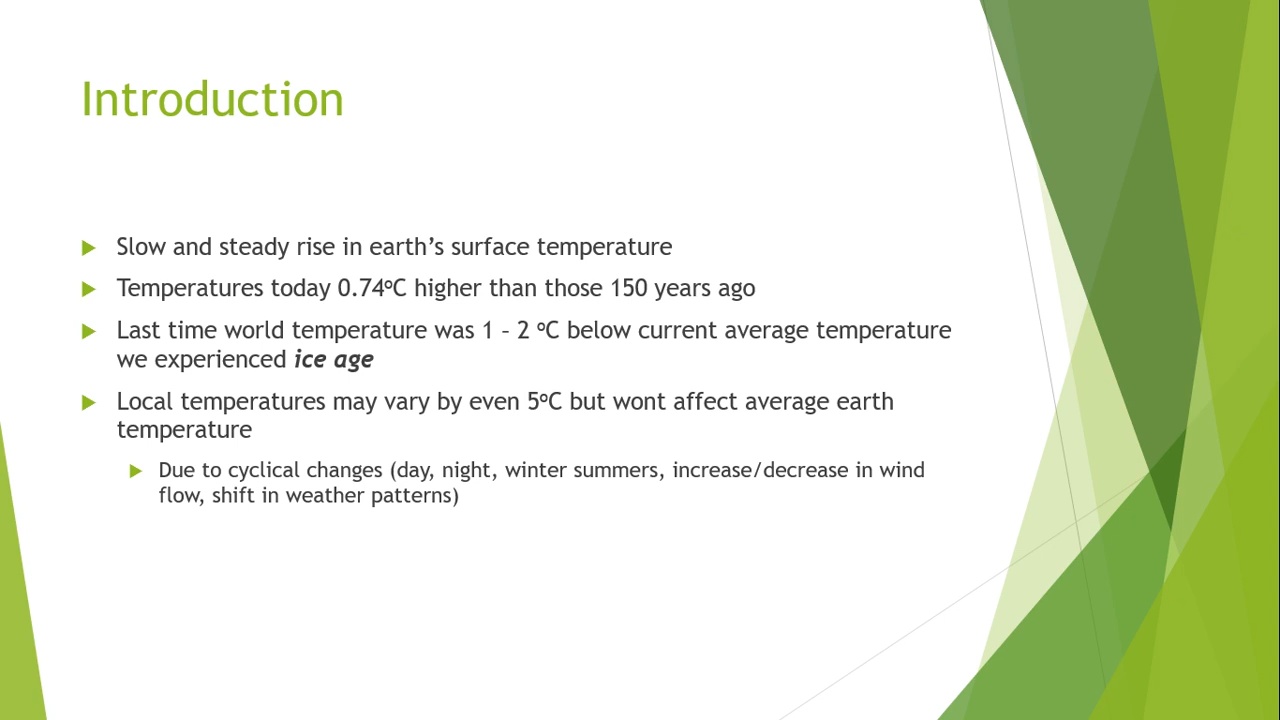 Introduction
Slow and steady rise in earth’s surface temperature
Temperatures today 0.74ºC higher than those 150 years ago
Last time world temperature was 1 – 2 ºC below current average temperature
we experienced ice age
Local temperatures may vary by even 5ºC but wont affect average earth
temperature
Due to cyclical changes (day, night, winter summers, increase/decrease in wind
flow, shift in weather patterns)